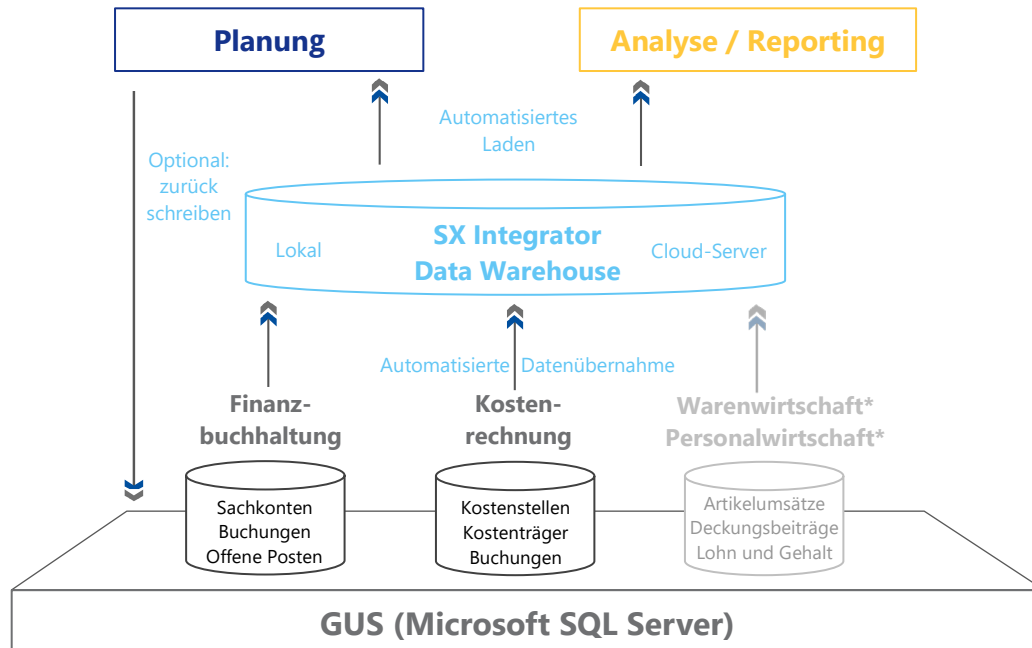 Planung
Analyse / Reporting
Automatisiertes
Laden
Optional:
zurück
schreiben
SX Integrator
Data Warehouse
Lokal
Cloud-Server
Automatisierte Datenübernahme
Finanz-
buchhaltung
Kosten-
rechnung
Warenwirtschaft*
Personalwirtschaft*
Sachkonten
Buchungen
Offene Posten
Kostenstellen
Kostenträger
Buchungen
Artikelumsätze
Deckungsbeiträge
Lohn und Gehalt
GUS (Microsoft SQL Server)